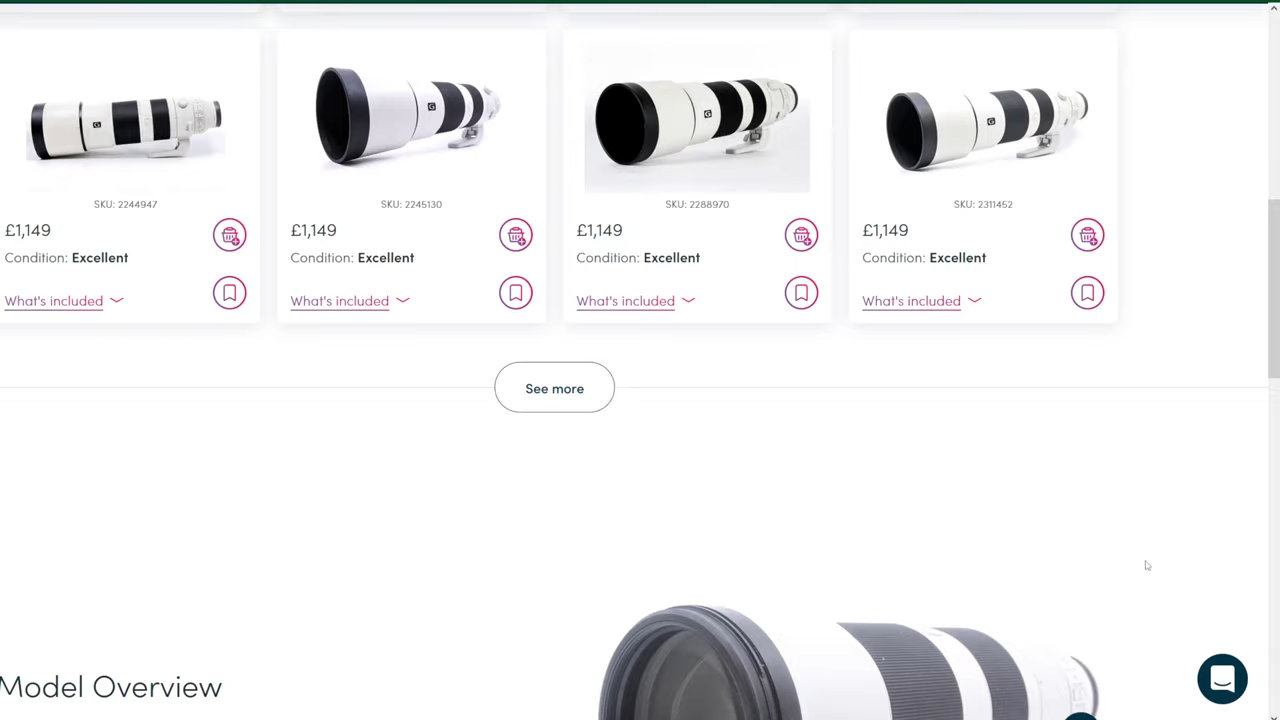 G
G
G
G
SKU: 2244947
SKU: 2245130
SKU: 2288970
SKU: 2311452
£1,149
£1,149
£1,149
£1,149
Condition: Excellent
Condition: Excellent
Condition: Excellent
Condition: Excellent
What's included
What's included
What's included
What's included
See more
Model Overview